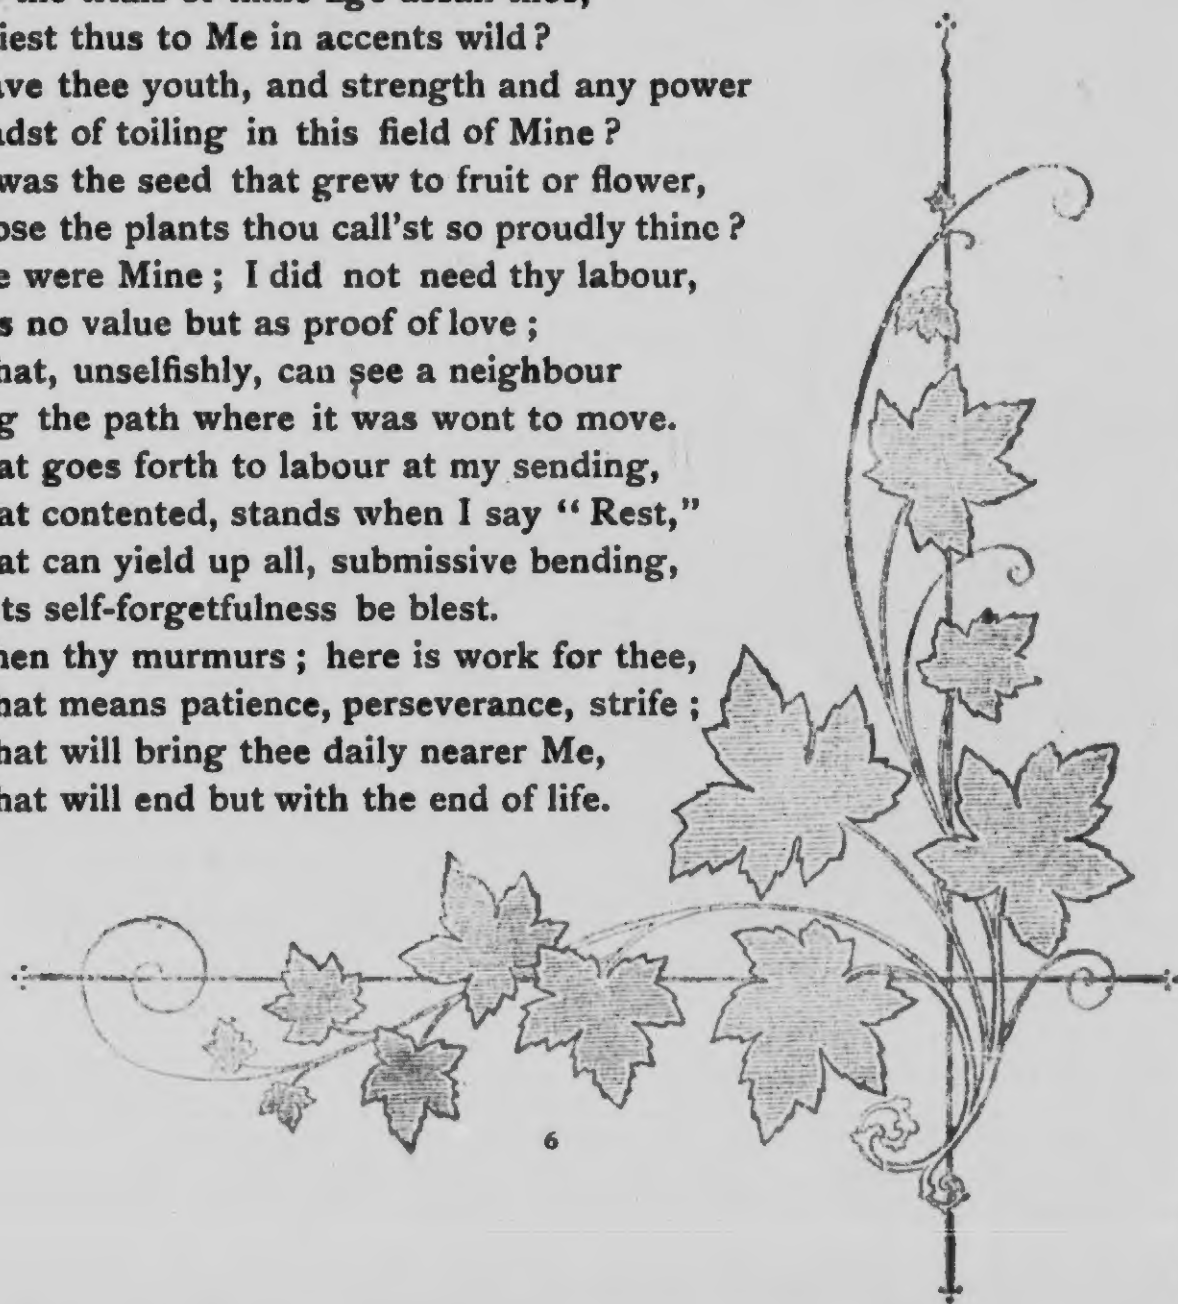 iest thus to Me in accents wild?
ve thee youth, and strength and any power
dst of toiling in this field of Mine?
was the seed that grew to fruit or flower,
ose the plants thou call'st so proudly thine?
e were Mine; I did not need thy labour,
s no value but as proof of love;
hat, unselfishly, can see a neighbour
g the path where it was wont to move.
at goes forth to labour at my sending,
at contented, stands when I say "Rest,"
at can yield up all, submissive bending,
ts self-forgetfulness be blest.
hen thy murmurs; here is work for thee,
hat means patience, perseverance, strife;
hat will bring thee daily nearer Me,
hat will end but with the end of life.
6